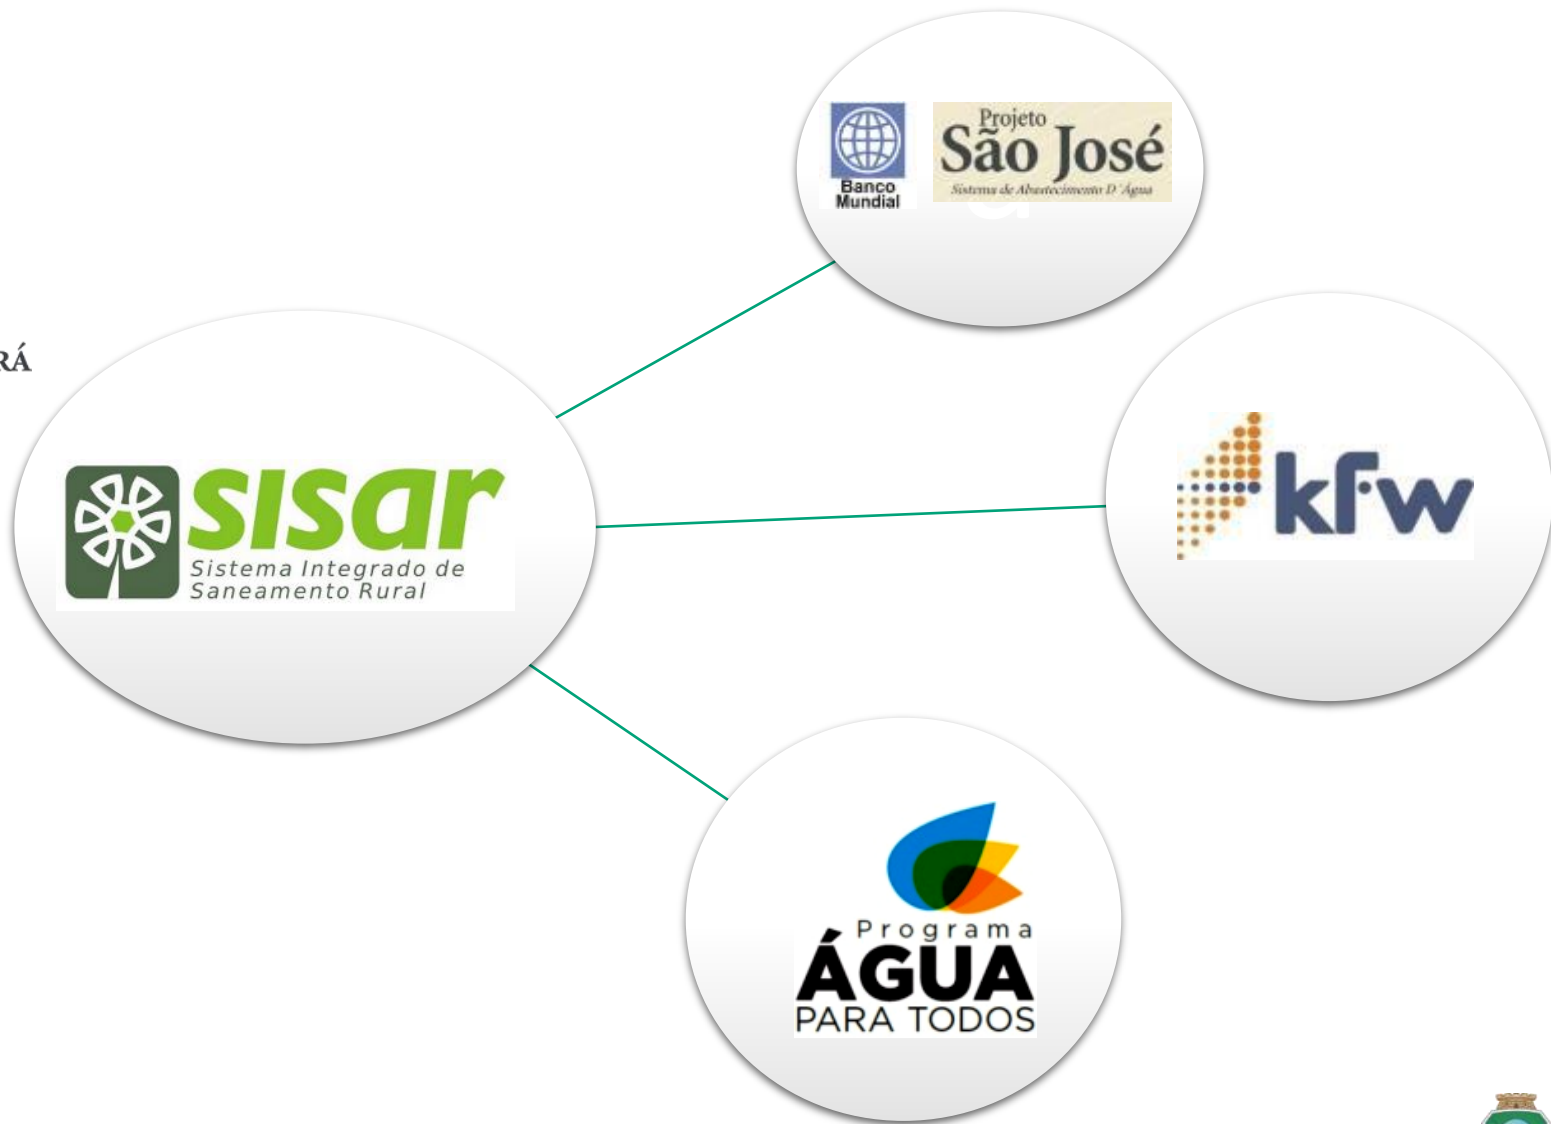 Banco
Mundial
Projeto
São José
Sistema de Abastecimento D´Água
RÁ
sisar
Sistema Integrado de
Saneamento Rural
kfw
Programa
ÁGUA
PARA TODOS